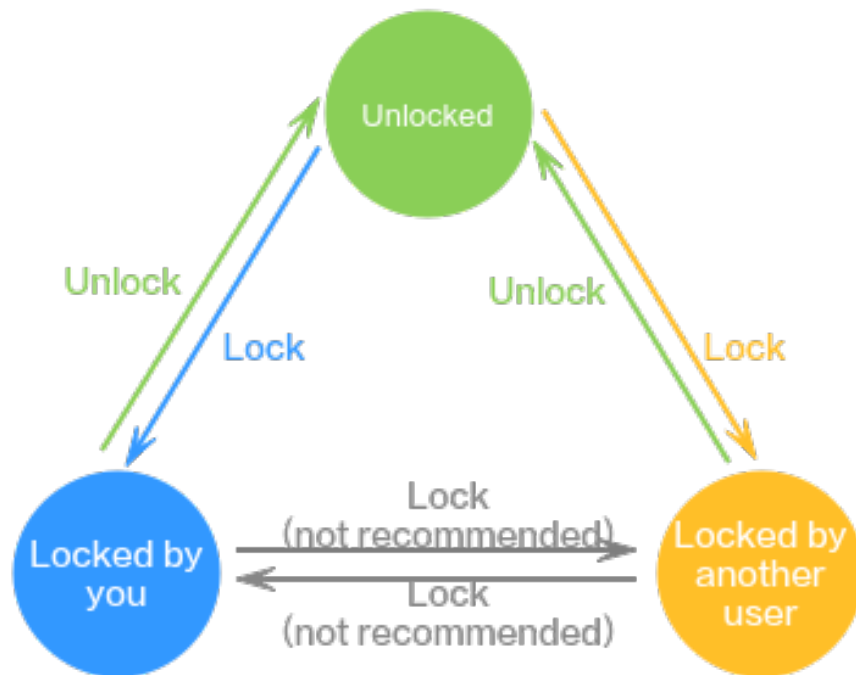 Unlocked
Unlock
Unlock
Lock
Lock
Lock
(not recommended)
Locked by
you
Locked by
another
user
Lock
(not recommended)